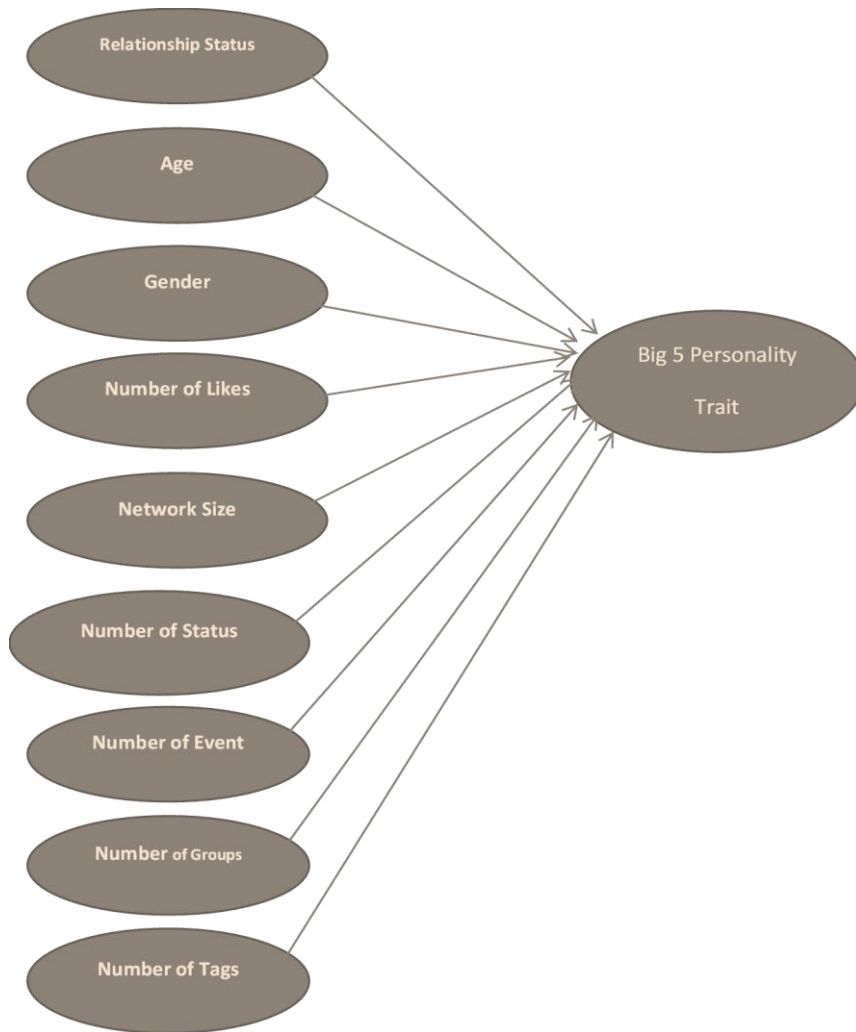 Relationship Status
Age
Gender
Number of Likes
Network Size
Number of Status
Number of Event
Number of Groups
Number of Tags
Big 5 Personality
Trait